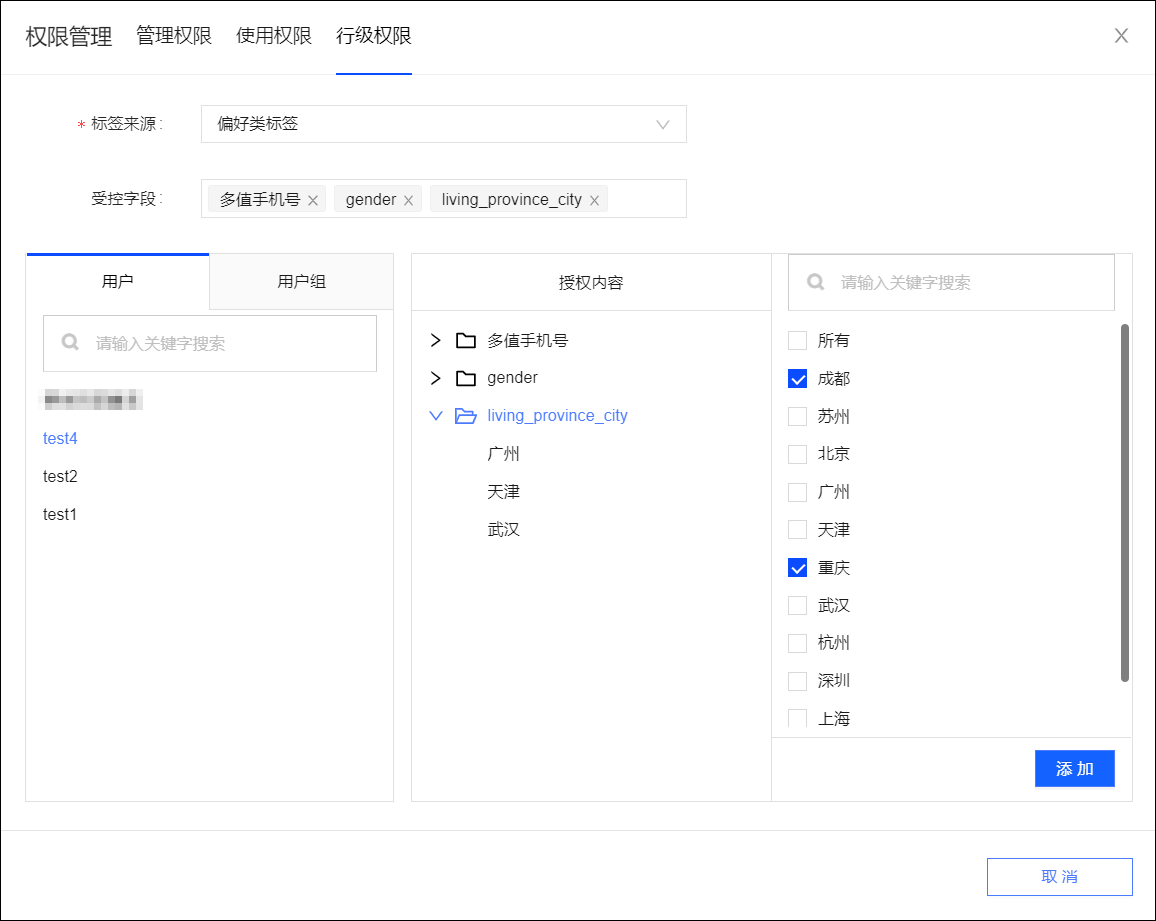 权限管理 管理权限 使用权限 行级权限
* 标签来源: 偏好类标签
受控字段: 多值手机号 gender living_province_city
用户 用户组
请输入关键字搜索
test4
test2
test1
授权内容
多值手机号
gender
living_province_city
广州
天津
武汉
请输入关键字搜索
所有
成都
苏州
北京
广州
天津
重庆
武汉
杭州
深圳
上海
添加
取消